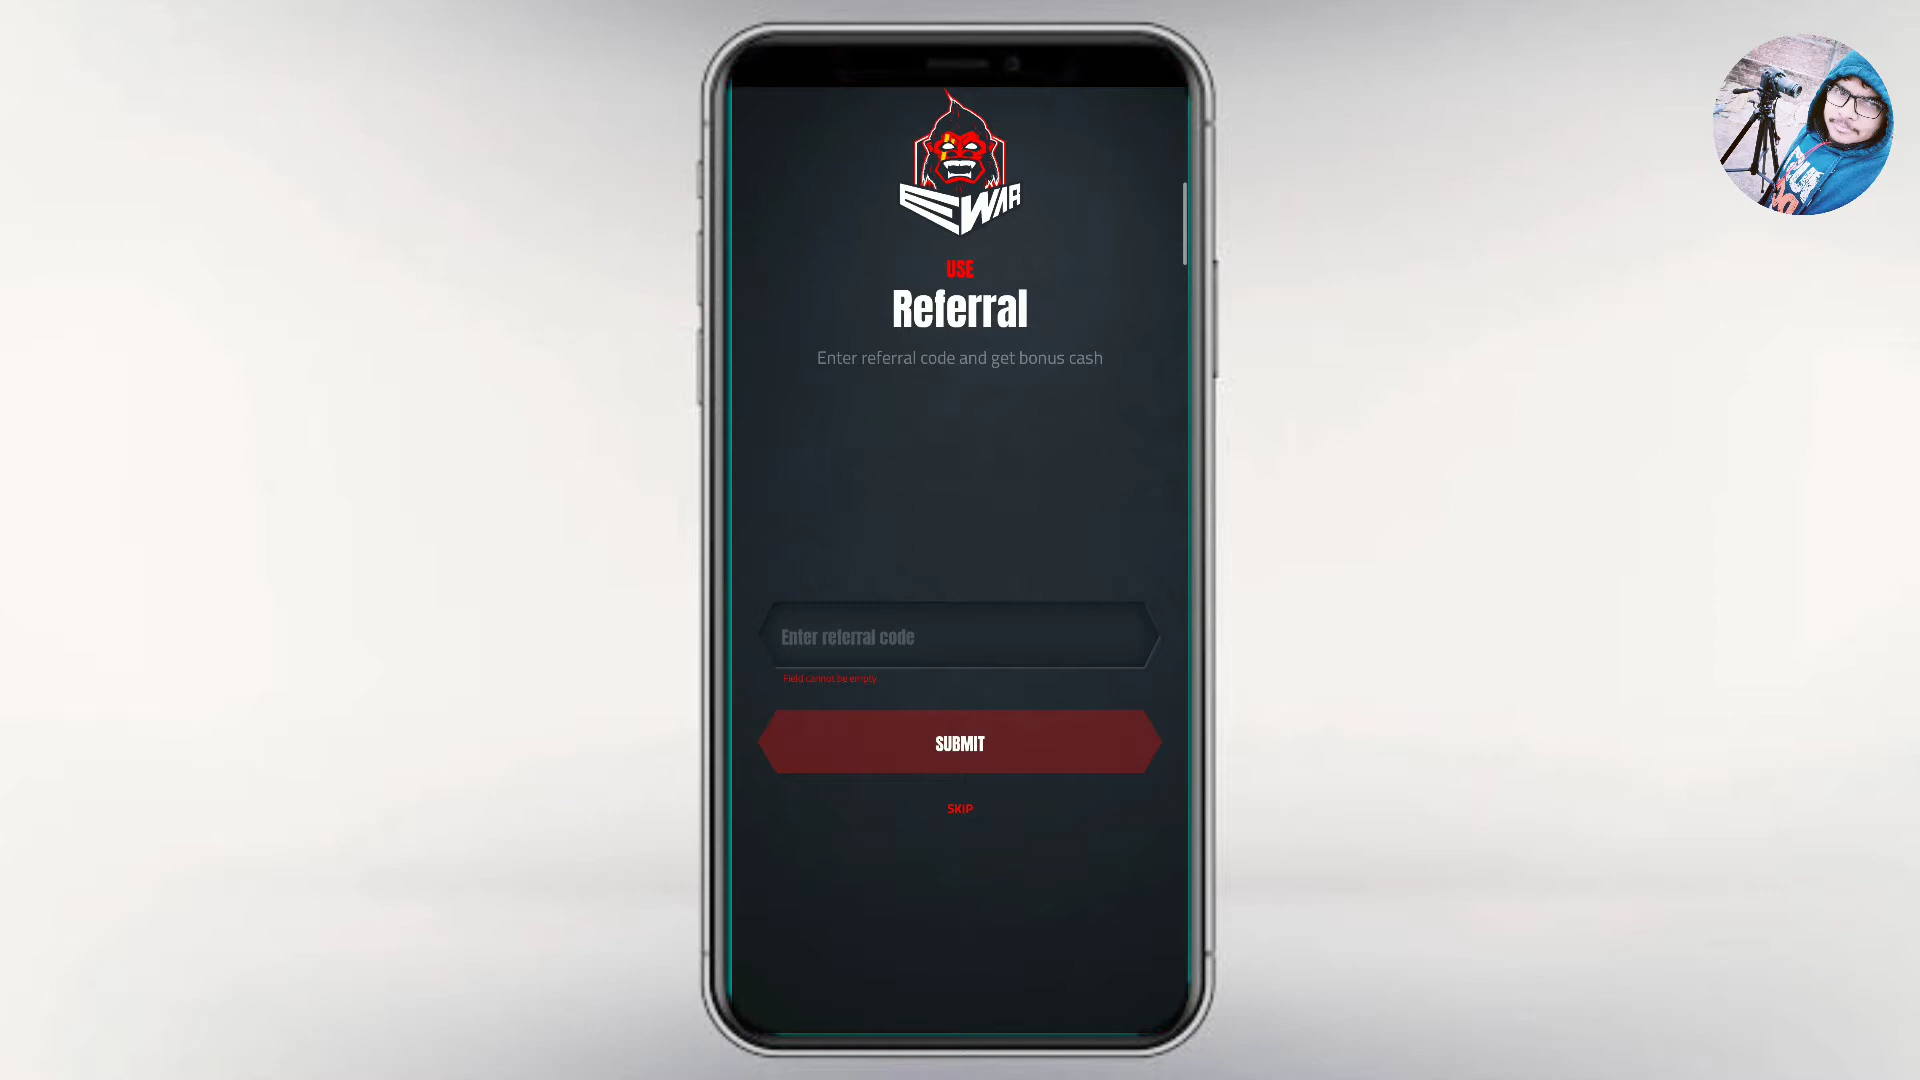 EWAR
USE
Referral
Enter referral code and get bonus cash
Enter referral code
Field cannot be empty
SUBMIT
SKIP